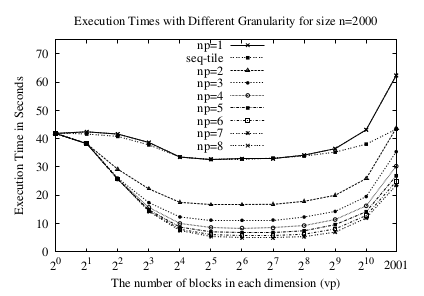 Execution Times with Different Granularity for size n=2000
Execution Time in Seconds
70
60
50
40
30
20
10
0
np=1
seq-tile
np=2
np=3
np=4
np=5
np=6
np=7
np=8
2^0 2^1 2^2 2^3 2^4 2^5 2^6 2^7 2^8 2^9 2^10 2001
The number of blocks in each dimension (vp)